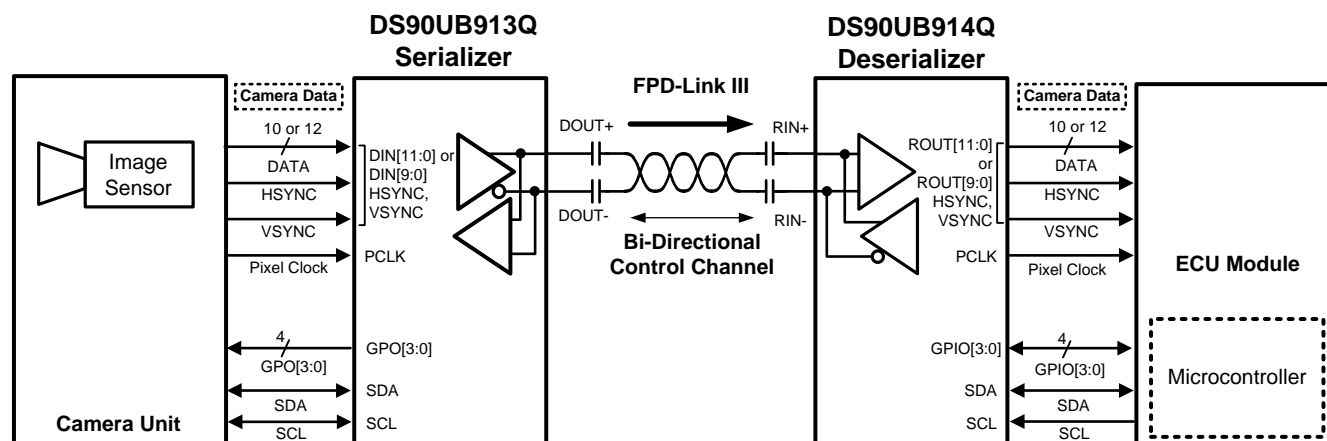 DS90UB913Q
Serializer
DS90UB914Q
Deserializer
Camera Data
FPD-Link III
Camera Data
Image
Sensor
10 or 12
DATA
HSYNC
VSYNC
Pixel Clock
DIN[11:0] or
DIN[9:0]
HSYNC,
VSYNC
PCLK
DOUT+
DOUT-
RIN+
RIN-
Bi-Directional
Control Channel
ROUT[11:0]
or
ROUT[9:0]
HSYNC,
VSYNC
PCLK
10 or 12
DATA
HSYNC
VSYNC
Pixel Clock
ECU Module
4
GPO[3:0]
GPO[3:0]
SDA
SDA
SCL
SCL
Camera Unit
GPIO[3:0]
4
GPIO[3:0]
SDA
SDA
SCL
SCL
Microcontroller